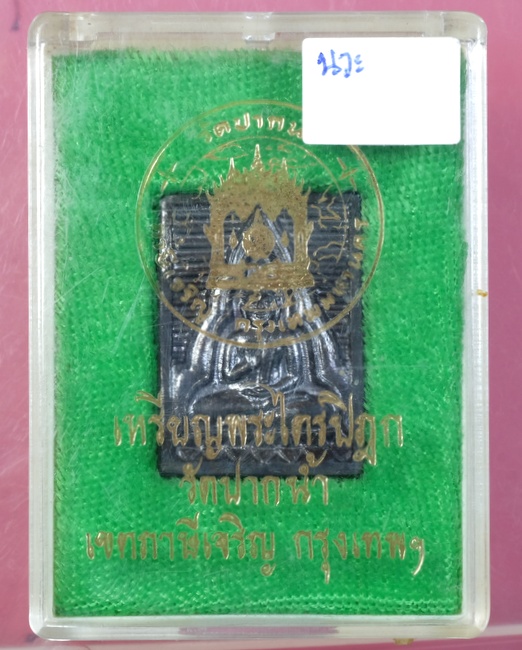 นวะ
เหรียญพระไตรปิฎก
วัดปากน้ำ
เขตภาษีเจริญ กรุงเทพฯ